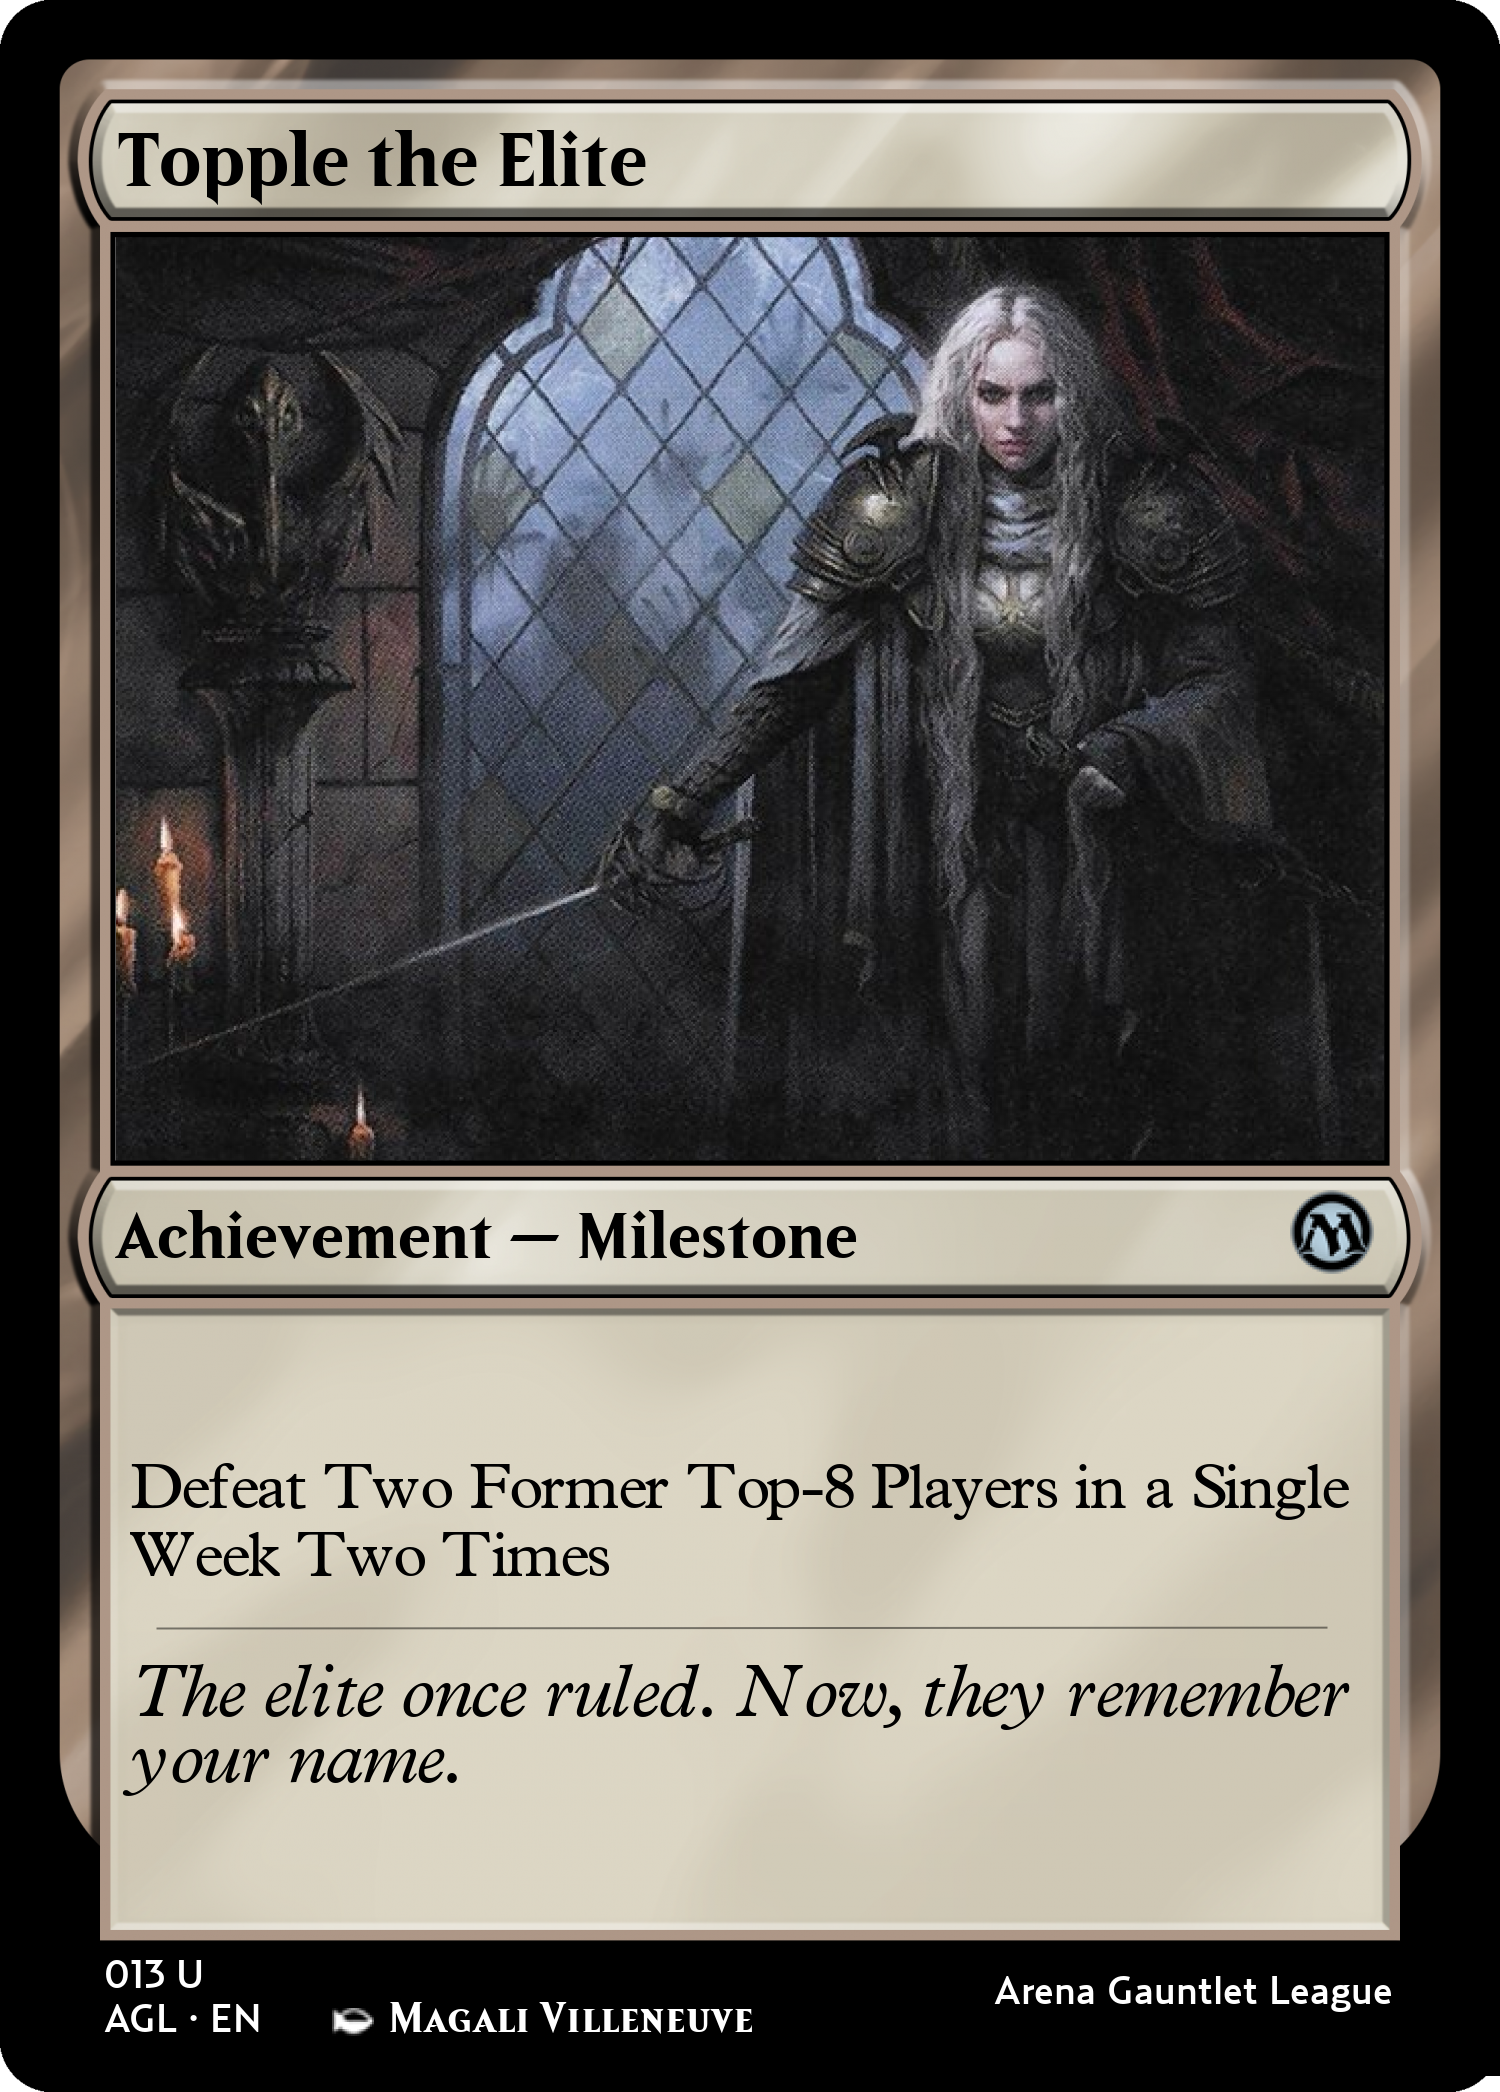 Topple the Elite
Achievement — Milestone
M
Defeat Two Former Top-8 Players in a Single
Week Two Times
The elite once ruled. Now, they remember
your name.
013 U
AGL · EN
Magali Villeneuve
Arena Gauntlet League